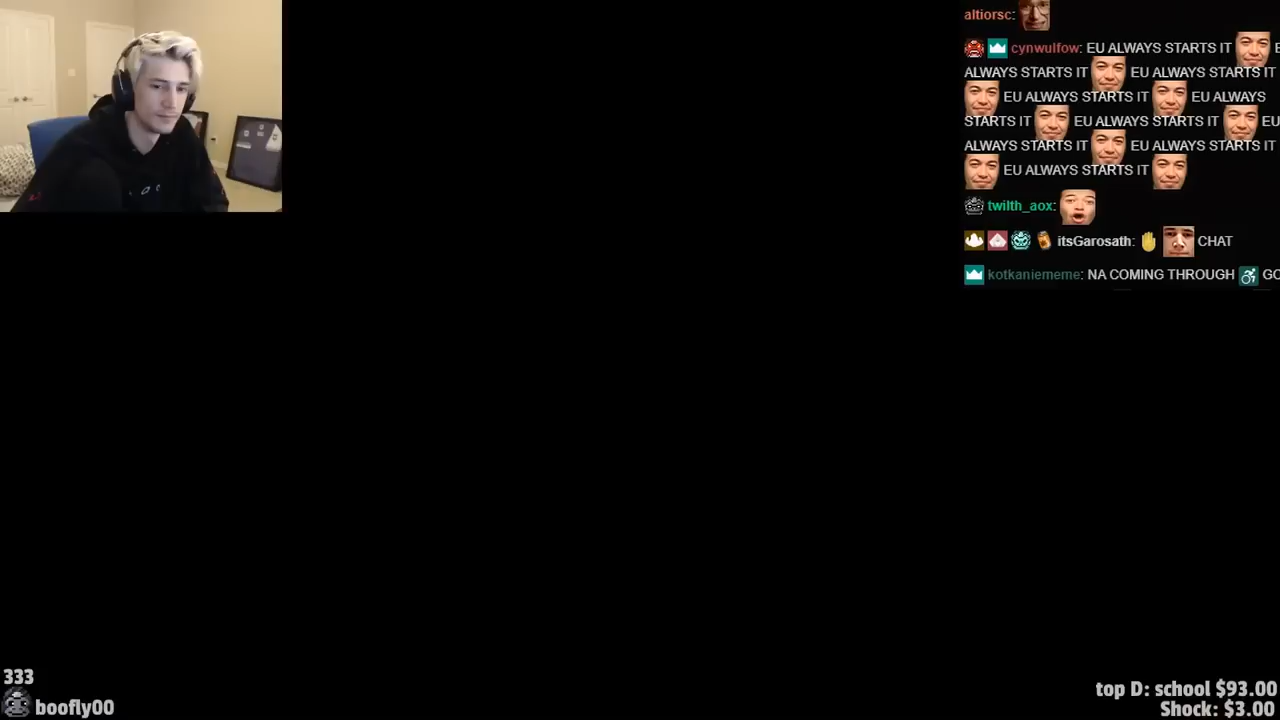 altiorsc:
cynwulfow: EU ALWAYS STARTS IT E
ALWAYS STARTS IT EU ALWAYS STARTS IT
EU ALWAYS STARTS IT EU ALWAYS
STARTS IT EU ALWAYS STARTS IT EU
ALWAYS STARTS IT EU ALWAYS STARTS IT
EU ALWAYS STARTS IT
twilth_aox:
itsGarosath: CHAT
kotkaniememe: NA COMING THROUGH GO
333
boofly00
top D: school $93.00
Shock: $3.00